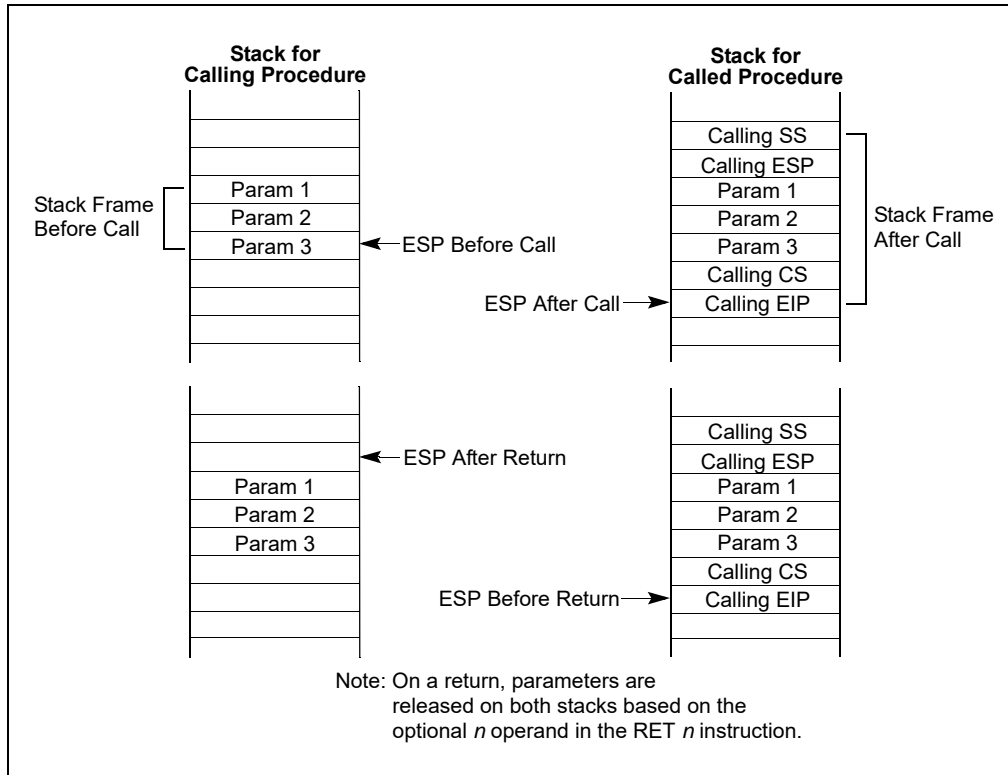 Stack for
Calling Procedure
Stack for
Called Procedure
Calling SS
Calling ESP
Param 1
Param 1
Stack Frame
Before Call
Param 2
Param 2
Stack Frame
After Call
Param 3
ESP Before Call
Param 3
Calling CS
ESP After Call
Calling EIP
Calling SS
ESP After Return
Calling ESP
Param 1
Param 1
Param 2
Param 2
Param 3
Param 3
Calling CS
ESP Before Return
Calling EIP
Note: On a return, parameters are
released on both stacks based on the
optional n operand in the RET n instruction.